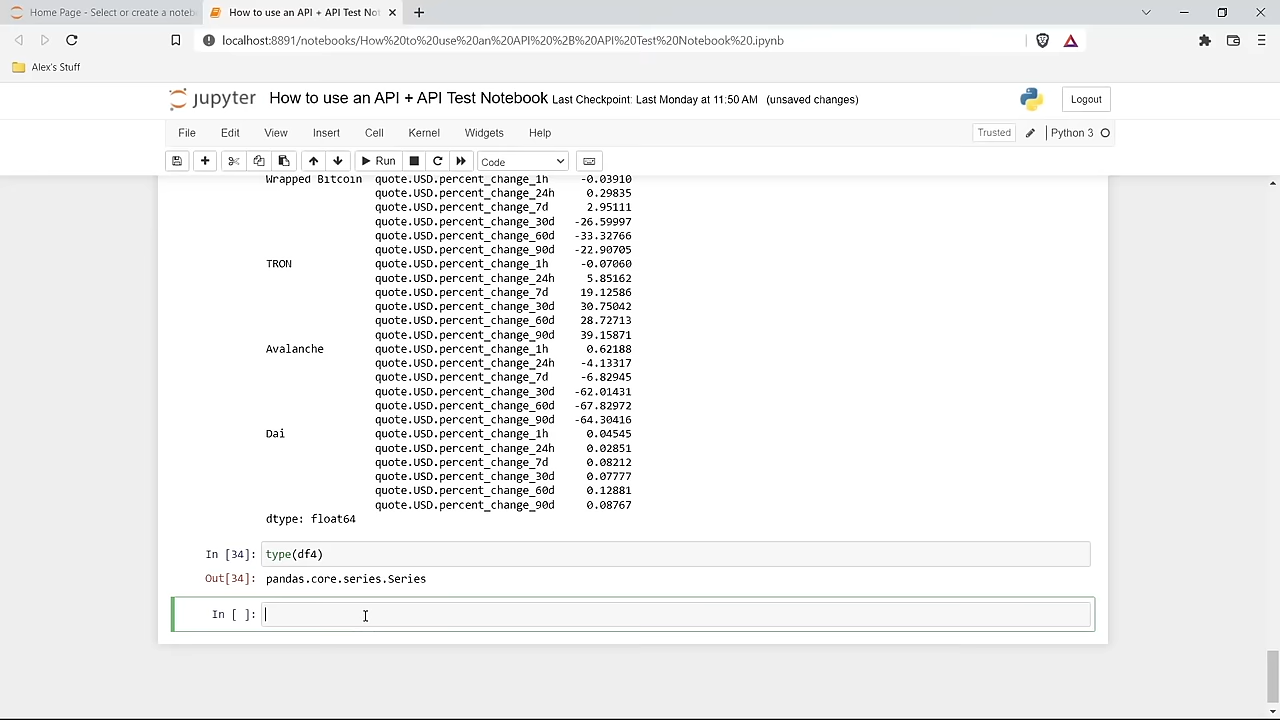 Home Page - Select or create a noteb
How to use an API + API Test Not
localhost:8891/notebooks/How%20to%20use%20an%20API%20%2B%20API%20Test%20Notebook%20.ipynb
Alex's Stuff
jupyter How to use an API + API Test Notebook Last Checkpoint: Last Monday at 11:50 AM (unsaved changes)
Logout
File Edit View Insert Cell Kernel Widgets Help
Trusted Python 3
Run Code
Wrapped Bitcoin quote.USD.percent_change_1h -0.03910
quote.USD.percent_change_24h 0.29835
quote.USD.percent_change_7d 2.95111
quote.USD.percent_change_30d -26.59997
quote.USD.percent_change_60d -33.32766
quote.USD.percent_change_90d -22.90705
TRON quote.USD.percent_change_1h -0.07060
quote.USD.percent_change_24h 5.85162
quote.USD.percent_change_7d 19.12586
quote.USD.percent_change_30d 30.75042
quote.USD.percent_change_60d 28.72713
quote.USD.percent_change_90d 39.15871
Avalanche quote.USD.percent_change_1h 0.62188
quote.USD.percent_change_24h -4.13317
quote.USD.percent_change_7d -6.82945
quote.USD.percent_change_30d -62.01431
quote.USD.percent_change_60d -67.82972
quote.USD.percent_change_90d -64.30416
Dai quote.USD.percent_change_1h 0.04545
quote.USD.percent_change_24h 0.02851
quote.USD.percent_change_7d 0.08212
quote.USD.percent_change_30d 0.07777
quote.USD.percent_change_60d 0.12881
quote.USD.percent_change_90d 0.08767
dtype: float64
In [34]: type(df4)
Out[34]: pandas.core.series.Series
In [ ]: